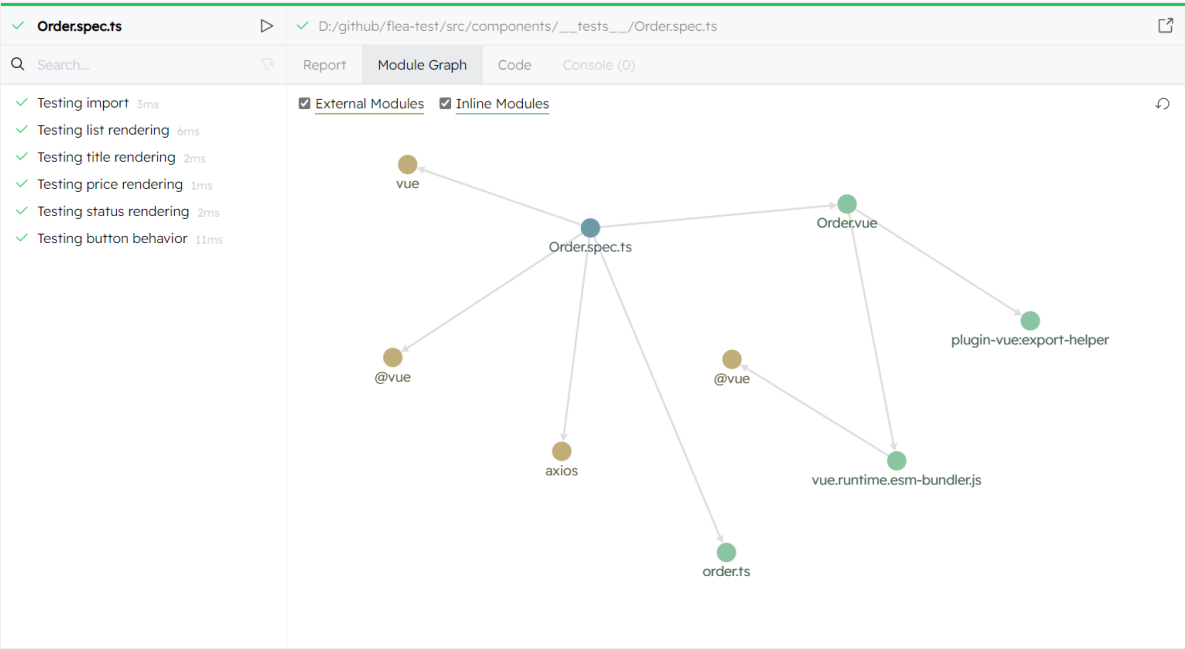 Order.spec.ts
D:/github/flea-test/src/components/__tests__/Order.spec.ts
Search...
Report Module Graph Code Console (0)
Testing import 3ms
Testing list rendering 6ms
Testing title rendering 2ms
Testing price rendering 1ms
Testing status rendering 2ms
Testing button behavior 11ms
External Modules Inline Modules
vue
Order.vue
Order.spec.ts
plugin-vue:export-helper
@vue
@vue
axios
vue.runtime.esm-bundler.js
order.ts